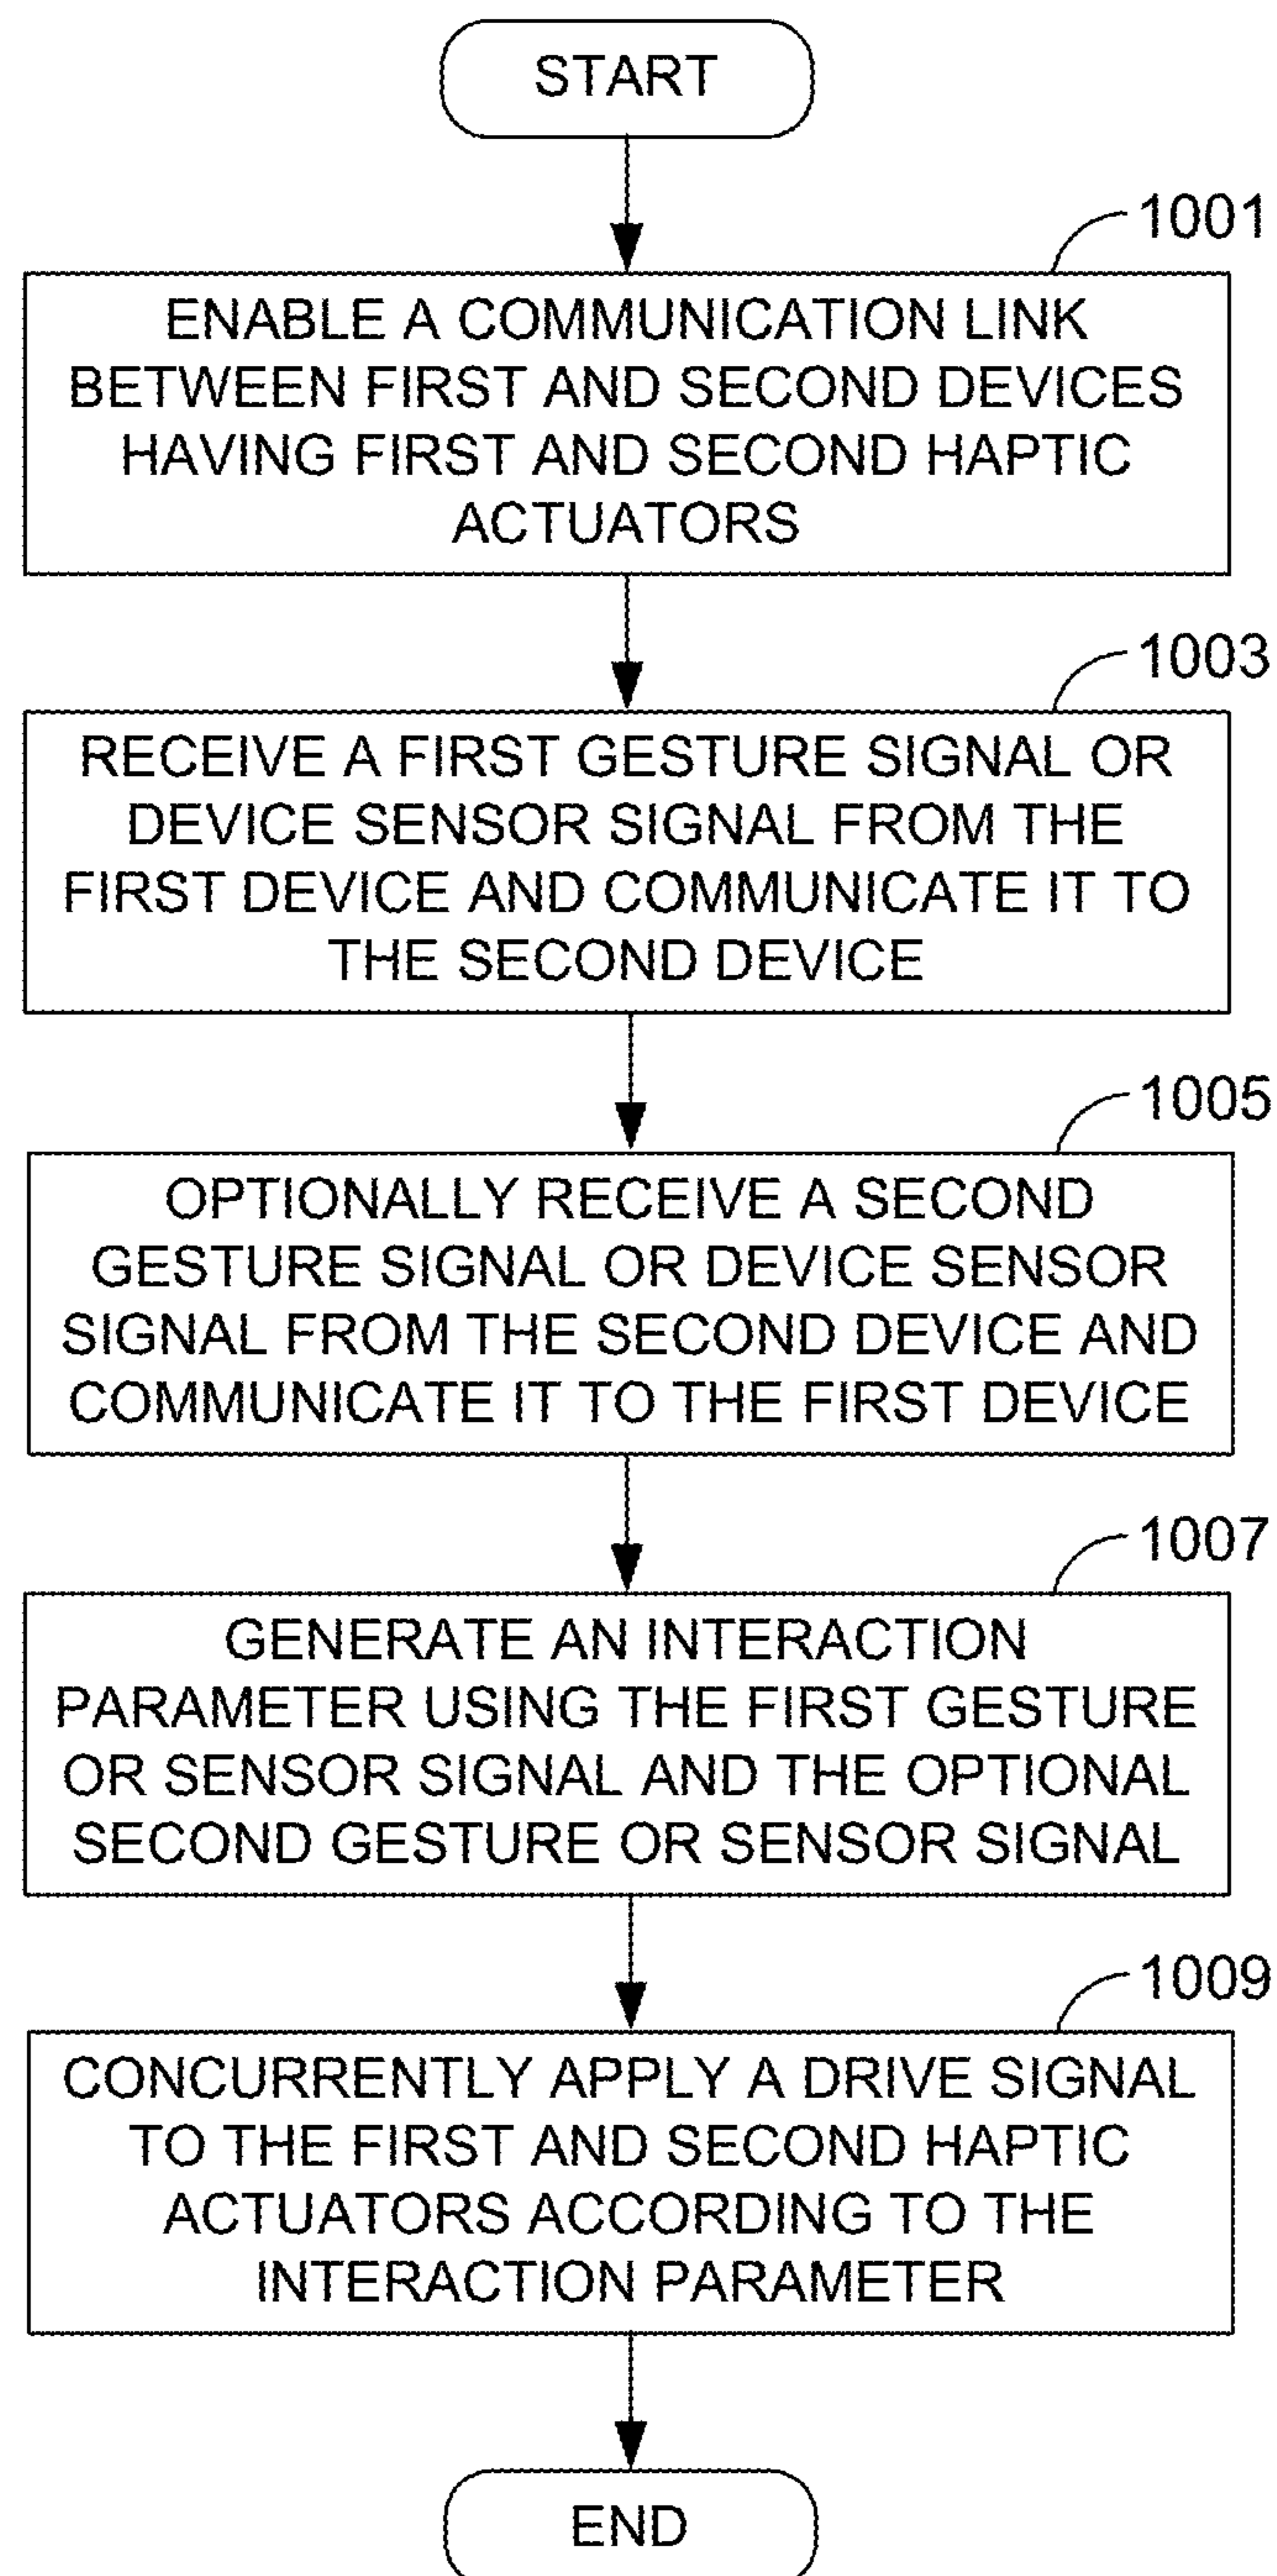 START
1001
ENABLE A COMMUNICATION LINK
BETWEEN FIRST AND SECOND DEVICES
HAVING FIRST AND SECOND HAPTIC
ACTUATORS
1003
RECEIVE A FIRST GESTURE SIGNAL OR
DEVICE SENSOR SIGNAL FROM THE
FIRST DEVICE AND COMMUNICATE IT TO
THE SECOND DEVICE
1005
OPTIONALLY RECEIVE A SECOND
GESTURE SIGNAL OR DEVICE SENSOR
SIGNAL FROM THE SECOND DEVICE AND
COMMUNICATE IT TO THE FIRST DEVICE
1007
GENERATE AN INTERACTION
PARAMETER USING THE FIRST GESTURE
OR SENSOR SIGNAL AND THE OPTIONAL
SECOND GESTURE OR SENSOR SIGNAL
1009
CONCURRENTLY APPLY A DRIVE SIGNAL
TO THE FIRST AND SECOND HAPTIC
ACTUATORS ACCORDING TO THE
INTERACTION PARAMETER
END